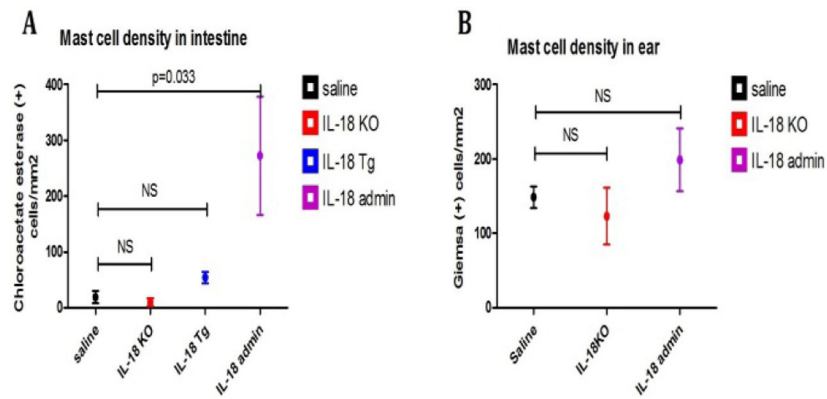 A
Mast cell density in intestine
Chloroacetate esterase (+)
cells/mm2
400
300
200
100
0
p=0.033
NS
NS
saline
IL-18 KO
IL-18 Tg
IL-18 admin
saline
IL-18 KO
IL-18 Tg
IL-18 admin
B
Mast cell density in ear
Giemsa (+) cells/mm2
300
200
100
0
NS
NS
Saline
IL-18KO
IL-18 admin
saline
IL-18 KO
IL-18 admin